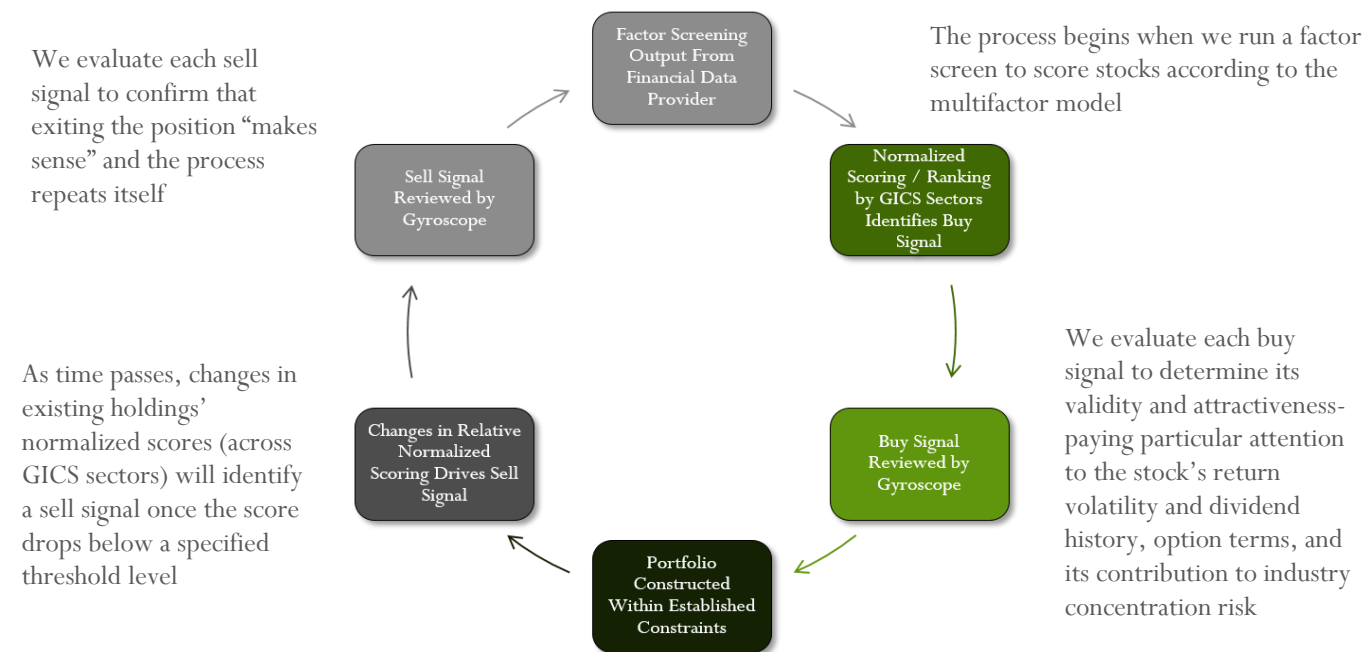 Factor Screening
Output From
Financial Data
Provider
The process begins when we run a factor
screen to score stocks according to the
multifactor model
Normalized
Scoring / Ranking
by GICS Sectors
Identifies Buy
Signal
We evaluate each buy
signal to determine its
validity and attractiveness-
paying particular attention
to the stock’s return
volatility and dividend
history, option terms, and
its contribution to industry
concentration risk
Buy Signal
Reviewed by
Gyroscope
Portfolio
Constructed
Within Established
Constraints
Changes in Relative
Normalized
Scoring Drives Sell
Signal
As time passes, changes in
existing holdings’
normalized scores (across
GICS sectors) will identify
a sell signal once the score
drops below a specified
threshold level
Sell Signal
Reviewed by
Gyroscope
We evaluate each sell
signal to confirm that
exiting the position “makes
sense” and the process
repeats itself